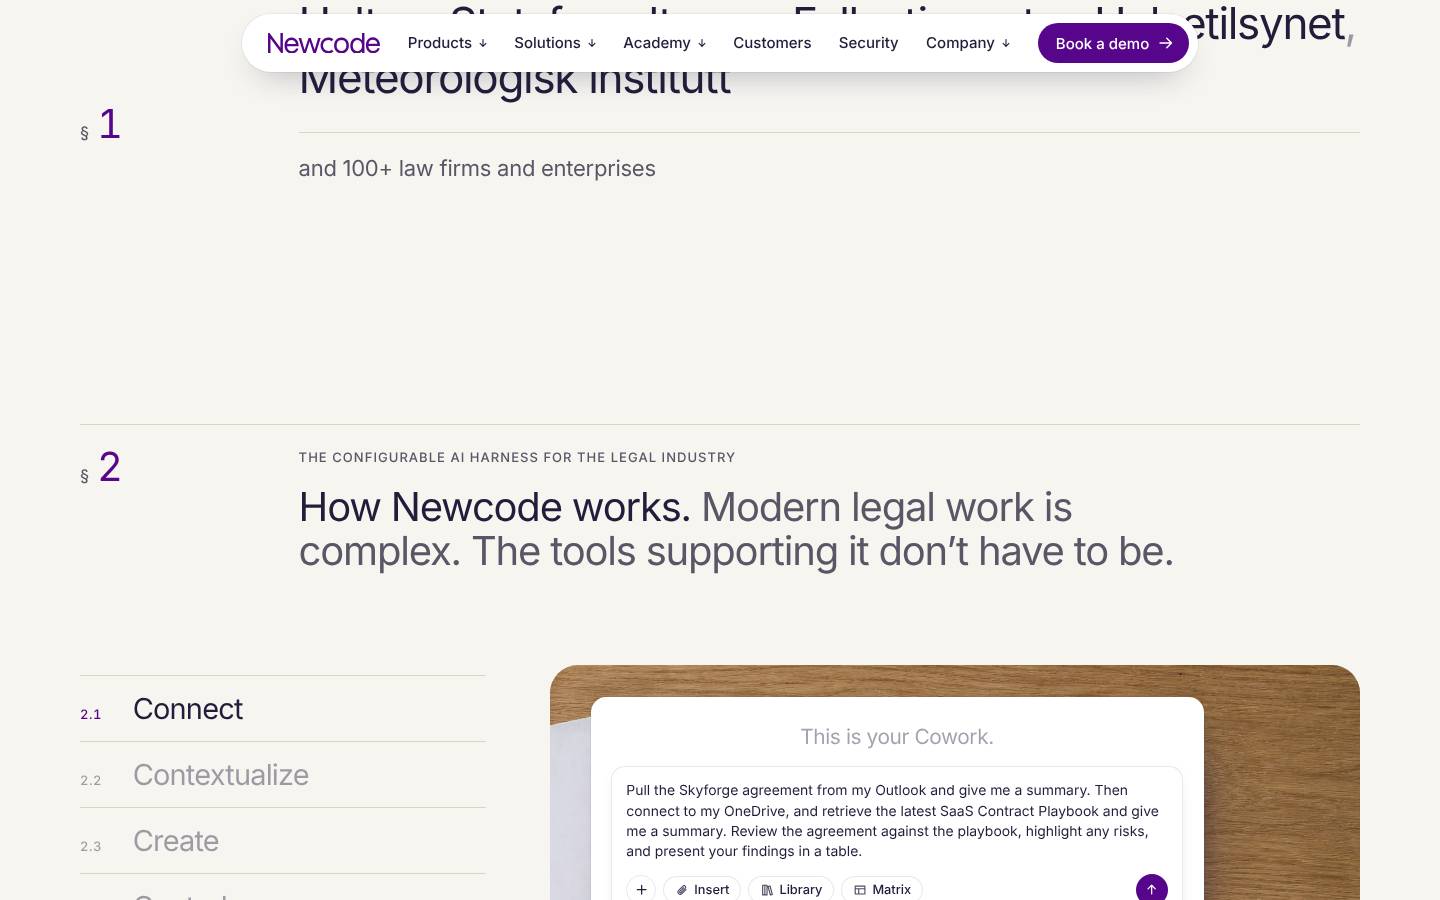 etilsynet,
Meteorologisk institutt
Newcode
Products
Solutions
Academy
Customers
Security
Company
Book a demo
§ 1
and 100+ law firms and enterprises
§ 2
THE CONFIGURABLE AI HARNESS FOR THE LEGAL INDUSTRY
How Newcode works. Modern legal work is
complex. The tools supporting it don’t have to be.
2.1 Connect
2.2 Contextualize
2.3 Create
This is your Cowork.
Pull the Skyforge agreement from my Outlook and give me a summary. Then
connect to my OneDrive, and retrieve the latest SaaS Contract Playbook and give
me a summary. Review the agreement against the playbook, highlight any risks,
and present your findings in a table.
Insert
Library
Matrix